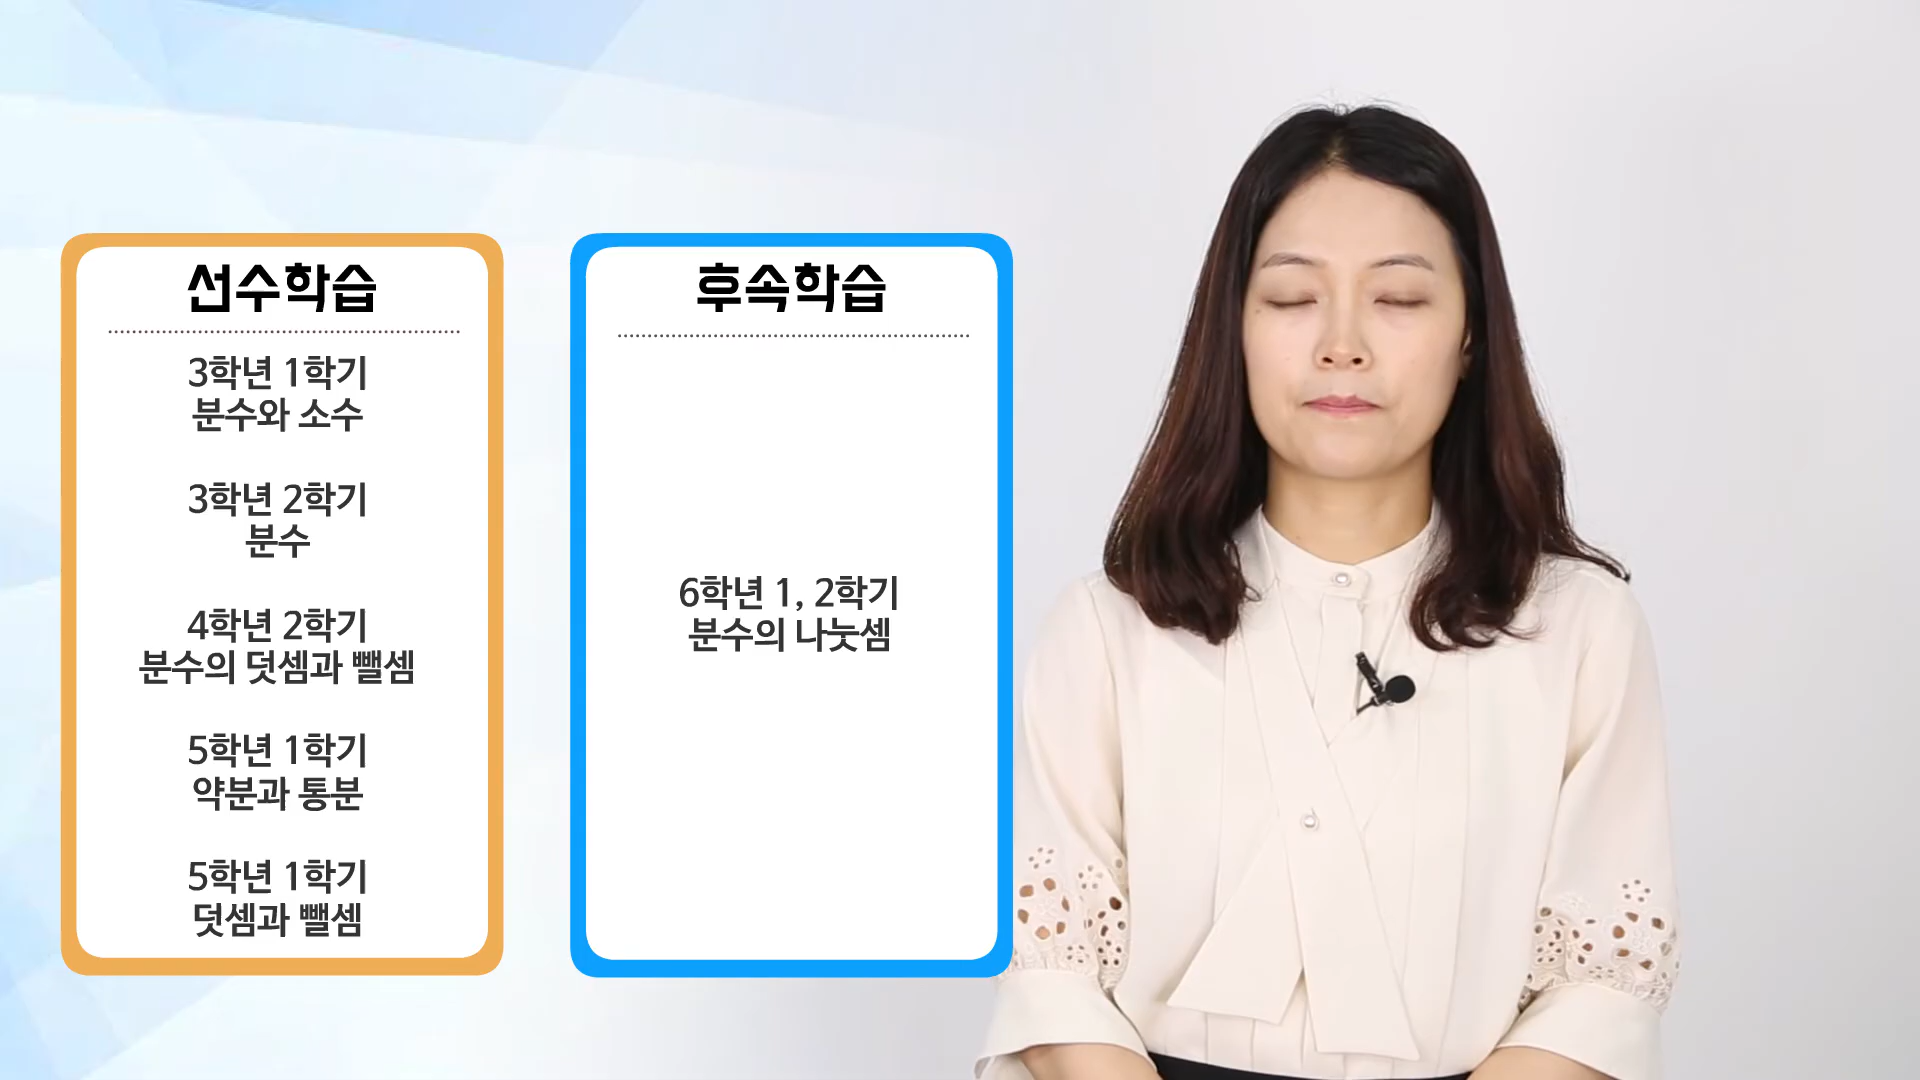 선수학습
3학년 1학기
분수와 소수
3학년 2학기
분수
4학년 2학기
분수의 덧셈과 뺄셈
5학년 1학기
약분과 통분
5학년 1학기
덧셈과 뺄셈
후속학습
6학년 1, 2학기
분수의 나눗셈